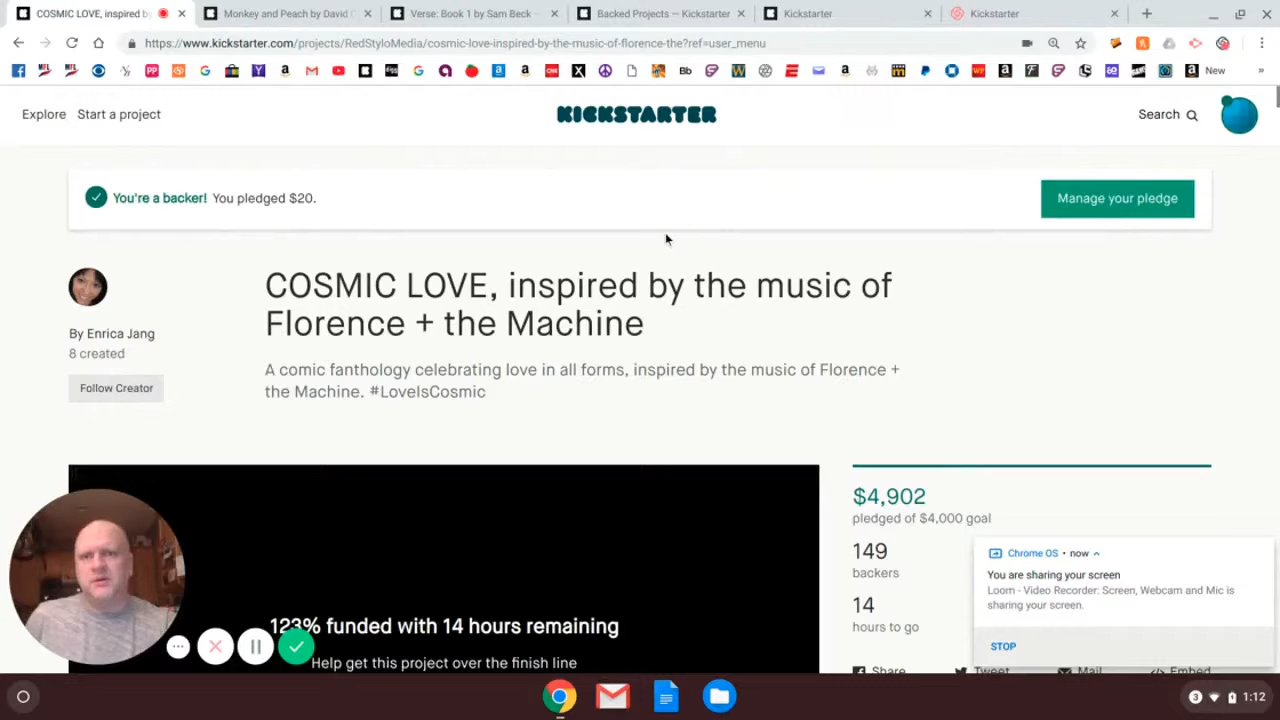 COSMIC LOVE, inspired by
Monkey and Peach by David
Verse: Book 1 by Sam Beck
Backed Projects — Kickstarter
Kickstarter
Kickstarter
https://www.kickstarter.com/projects/RedStyloMedia/cosmic-love-inspired-by-the-music-of-florence-the?ref=user_menu
New
Explore
Start a project
KICKSTARTER
Search
You're a backer! You pledged $20.
Manage your pledge
COSMIC LOVE, inspired by the music of
Florence + the Machine
By Enrica Jang
8 created
Follow Creator
A comic fanthology celebrating love in all forms, inspired by the music of Florence +
the Machine. #LoveIsCosmic
$4,902
pledged of $4,000 goal
149
backers
14
hours to go
Chrome OS • now
You are sharing your screen
Loom - Video Recorder: Screen, Webcam and Mic is
sharing your screen.
STOP
123% funded with 14 hours remaining
Help get this project over the finish line
Share
Tweet
Mail
Embed
3
1:12